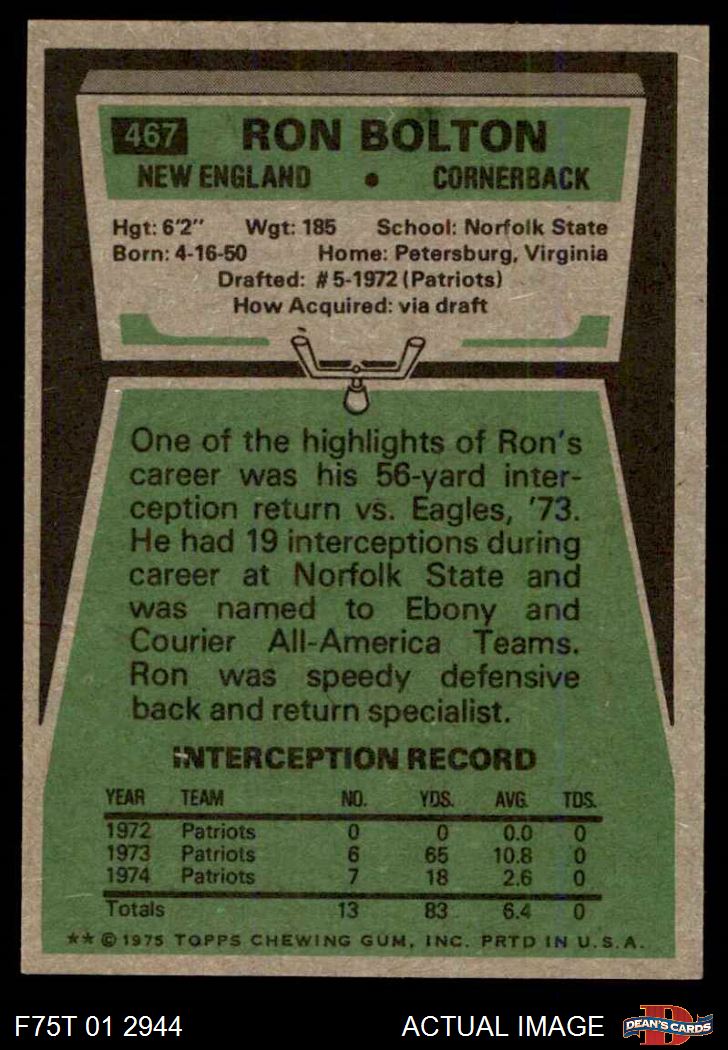 467 RON BOLTON
NEW ENGLAND • CORNERBACK
Hgt: 6'2" Wgt: 185 School: Norfolk State
Born: 4-16-50 Home: Petersburg, Virginia
Drafted: #5-1972 (Patriots)
How Acquired: via draft
One of the highlights of Ron's
career was his 56-yard inter-
ception return vs. Eagles, '73.
He had 19 interceptions during
career at Norfolk State and
was named to Ebony and
Courier All-America Teams.
Ron was speedy defensive
back and return specialist.
INTERCEPTION RECORD
YEAR TEAM NO. YDS. AVG. TDS.
1972 Patriots 0 0 0.0 0
1973 Patriots 6 65 10.8 0
1974 Patriots 7 18 2.6 0
Totals 13 83 6.4 0
** © 1975 TOPPS CHEWING GUM, INC. PRTD IN U.S.A.
F75T 01 2944 ACTUAL IMAGE D DEAN'S CARDS